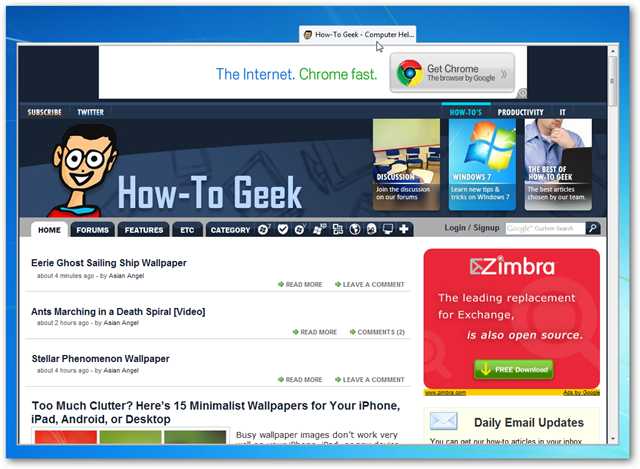 How-To Geek - Computer Hel...
The Internet. Chrome fast.
Get Chrome
The browser by Google
SUBSCRIBE
TWITTER
HOW-TO'S
PRODUCTIVITY
IT
How-To Geek
DISCUSSION
Join the discussion
on our forums
WINDOWS 7
Learn new tips &
tricks on Windows 7
THE BEST OF
HOW-TO GEEK
The best articles
chosen by our team.
HOME
FORUMS
FEATURES
ETC
CATEGORY
Login / Signup
Google™ Custom Search
Eerie Ghost Sailing Ship Wallpaper
about 4 minutes ago - by Asian Angel
READ MORE
LEAVE A COMMENT
Ants Marching in a Death Spiral [Video]
about 2 hours ago - by Asian Angel
READ MORE
COMMENTS (2)
Stellar Phenomenon Wallpaper
about 4 hours ago - by Asian Angel
READ MORE
LEAVE A COMMENT
Too Much Clutter? Here's 15 Minimalist Wallpapers for Your iPhone,
iPad, Android, or Desktop
Busy wallpaper images don't work very
Zimbra
The leading replacement
for Exchange,
is also open source.
FREE Download
www.zimbra.com
Ads by Google
Daily Email Updates
You can get our how-to articles in your inbox